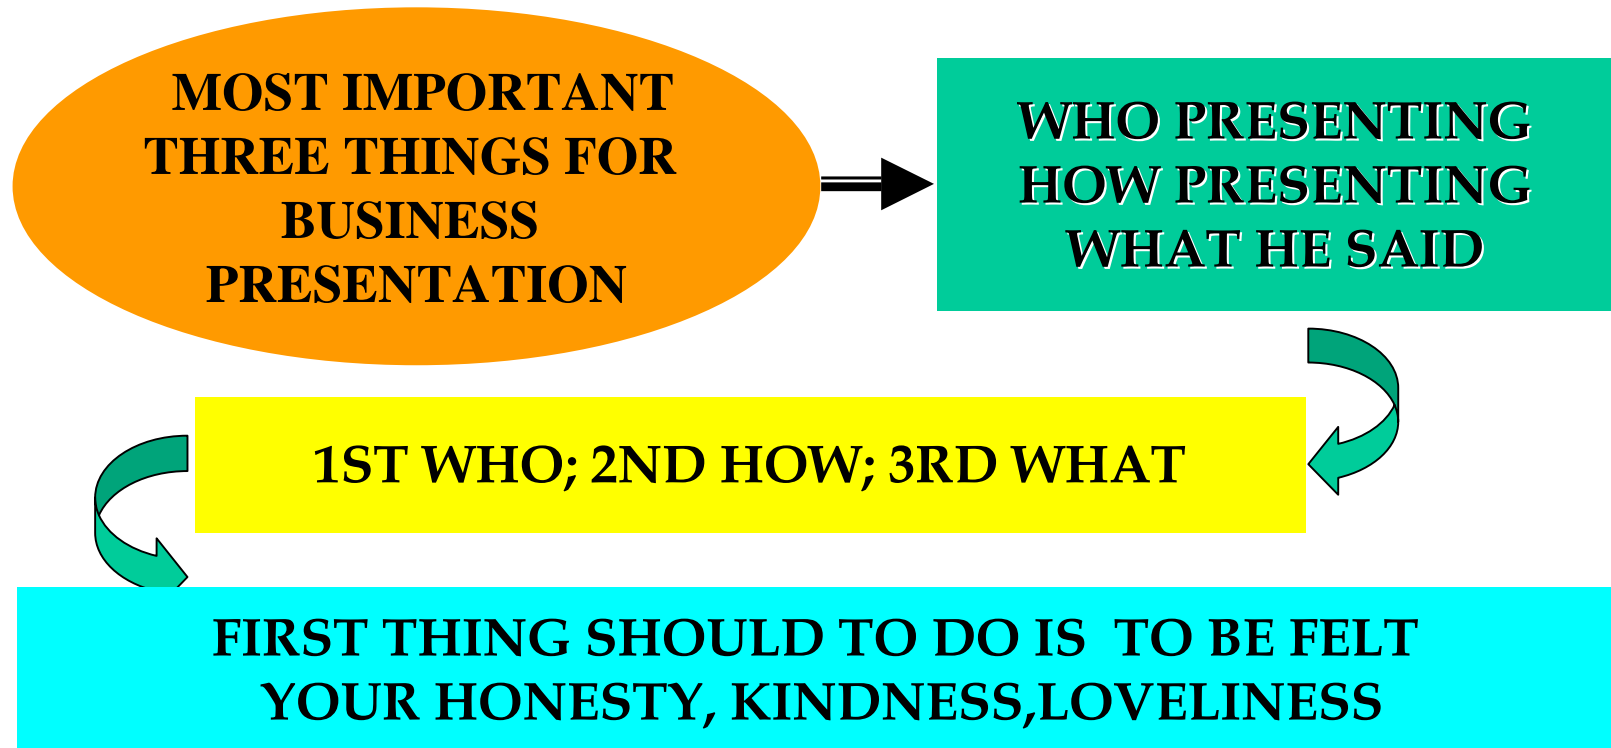 MOST IMPORTANT
THREE THINGS FOR
BUSINESS
PRESENTATION
WHO PRESENTING
HOW PRESENTING
WHAT HE SAID
1ST WHO; 2ND HOW; 3RD WHAT
FIRST THING SHOULD TO DO IS TO BE FELT
YOUR HONESTY, KINDNESS,LOVELINESS